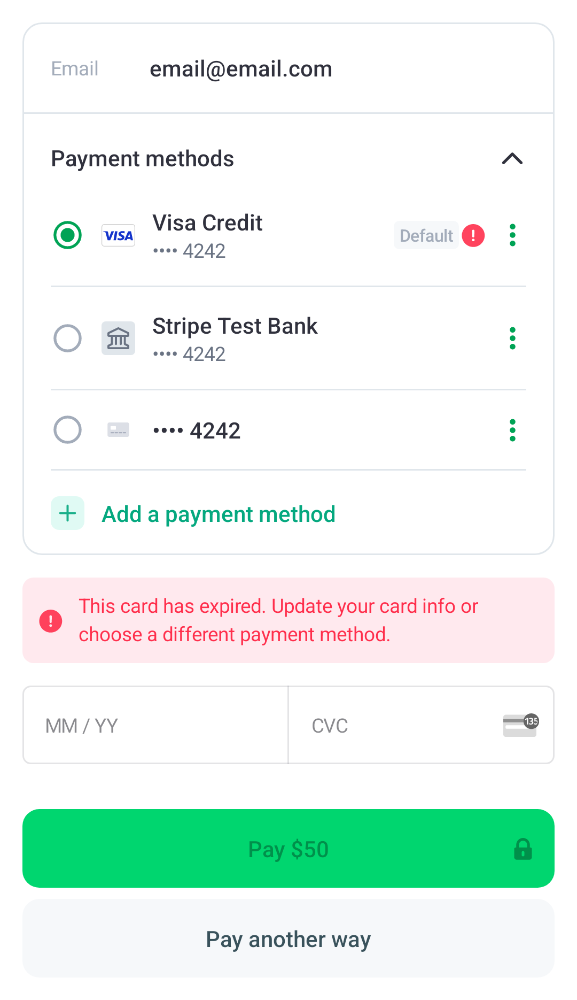 Email email@email.com
Payment methods
VISA Visa Credit Default !
•••• 4242
Stripe Test Bank
•••• 4242
•••• 4242
+ Add a payment method
! This card has expired. Update your card info or
choose a different payment method.
MM / YY CVC 135
Pay $50
Pay another way